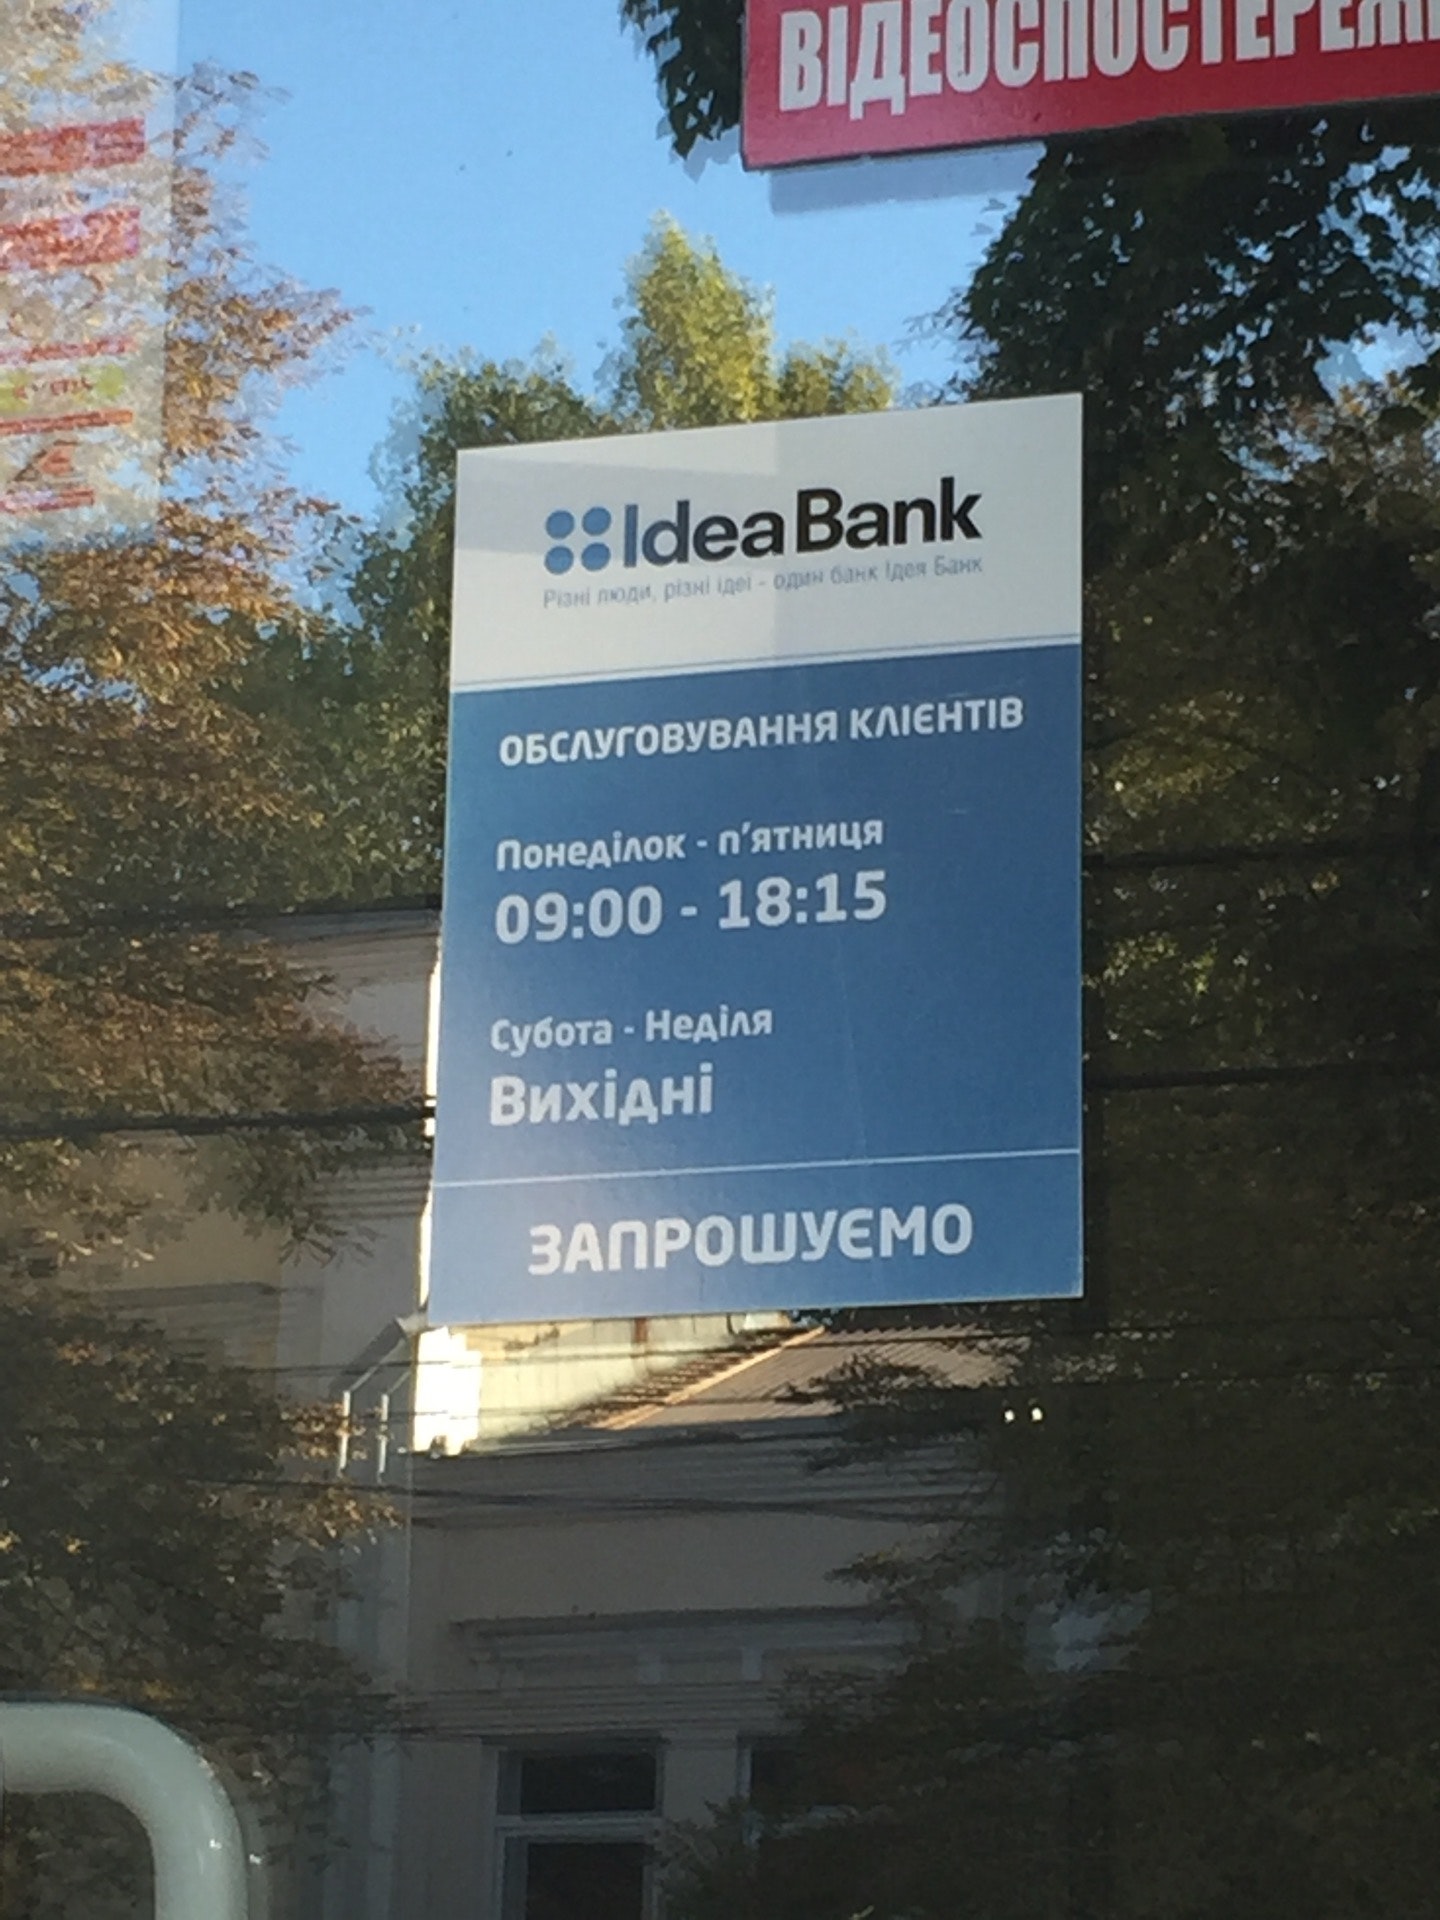 ВІДЕОСПОСТЕРЕЖ
IdeaBank
Різні люди, різні ідеї - один банк Ідея Банк
ОБСЛУГОВУВАННЯ КЛІЄНТІВ
Понеділок - п'ятниця
09:00 - 18:15
Субота - Неділя
Вихідні
ЗАПРОШУЄМО